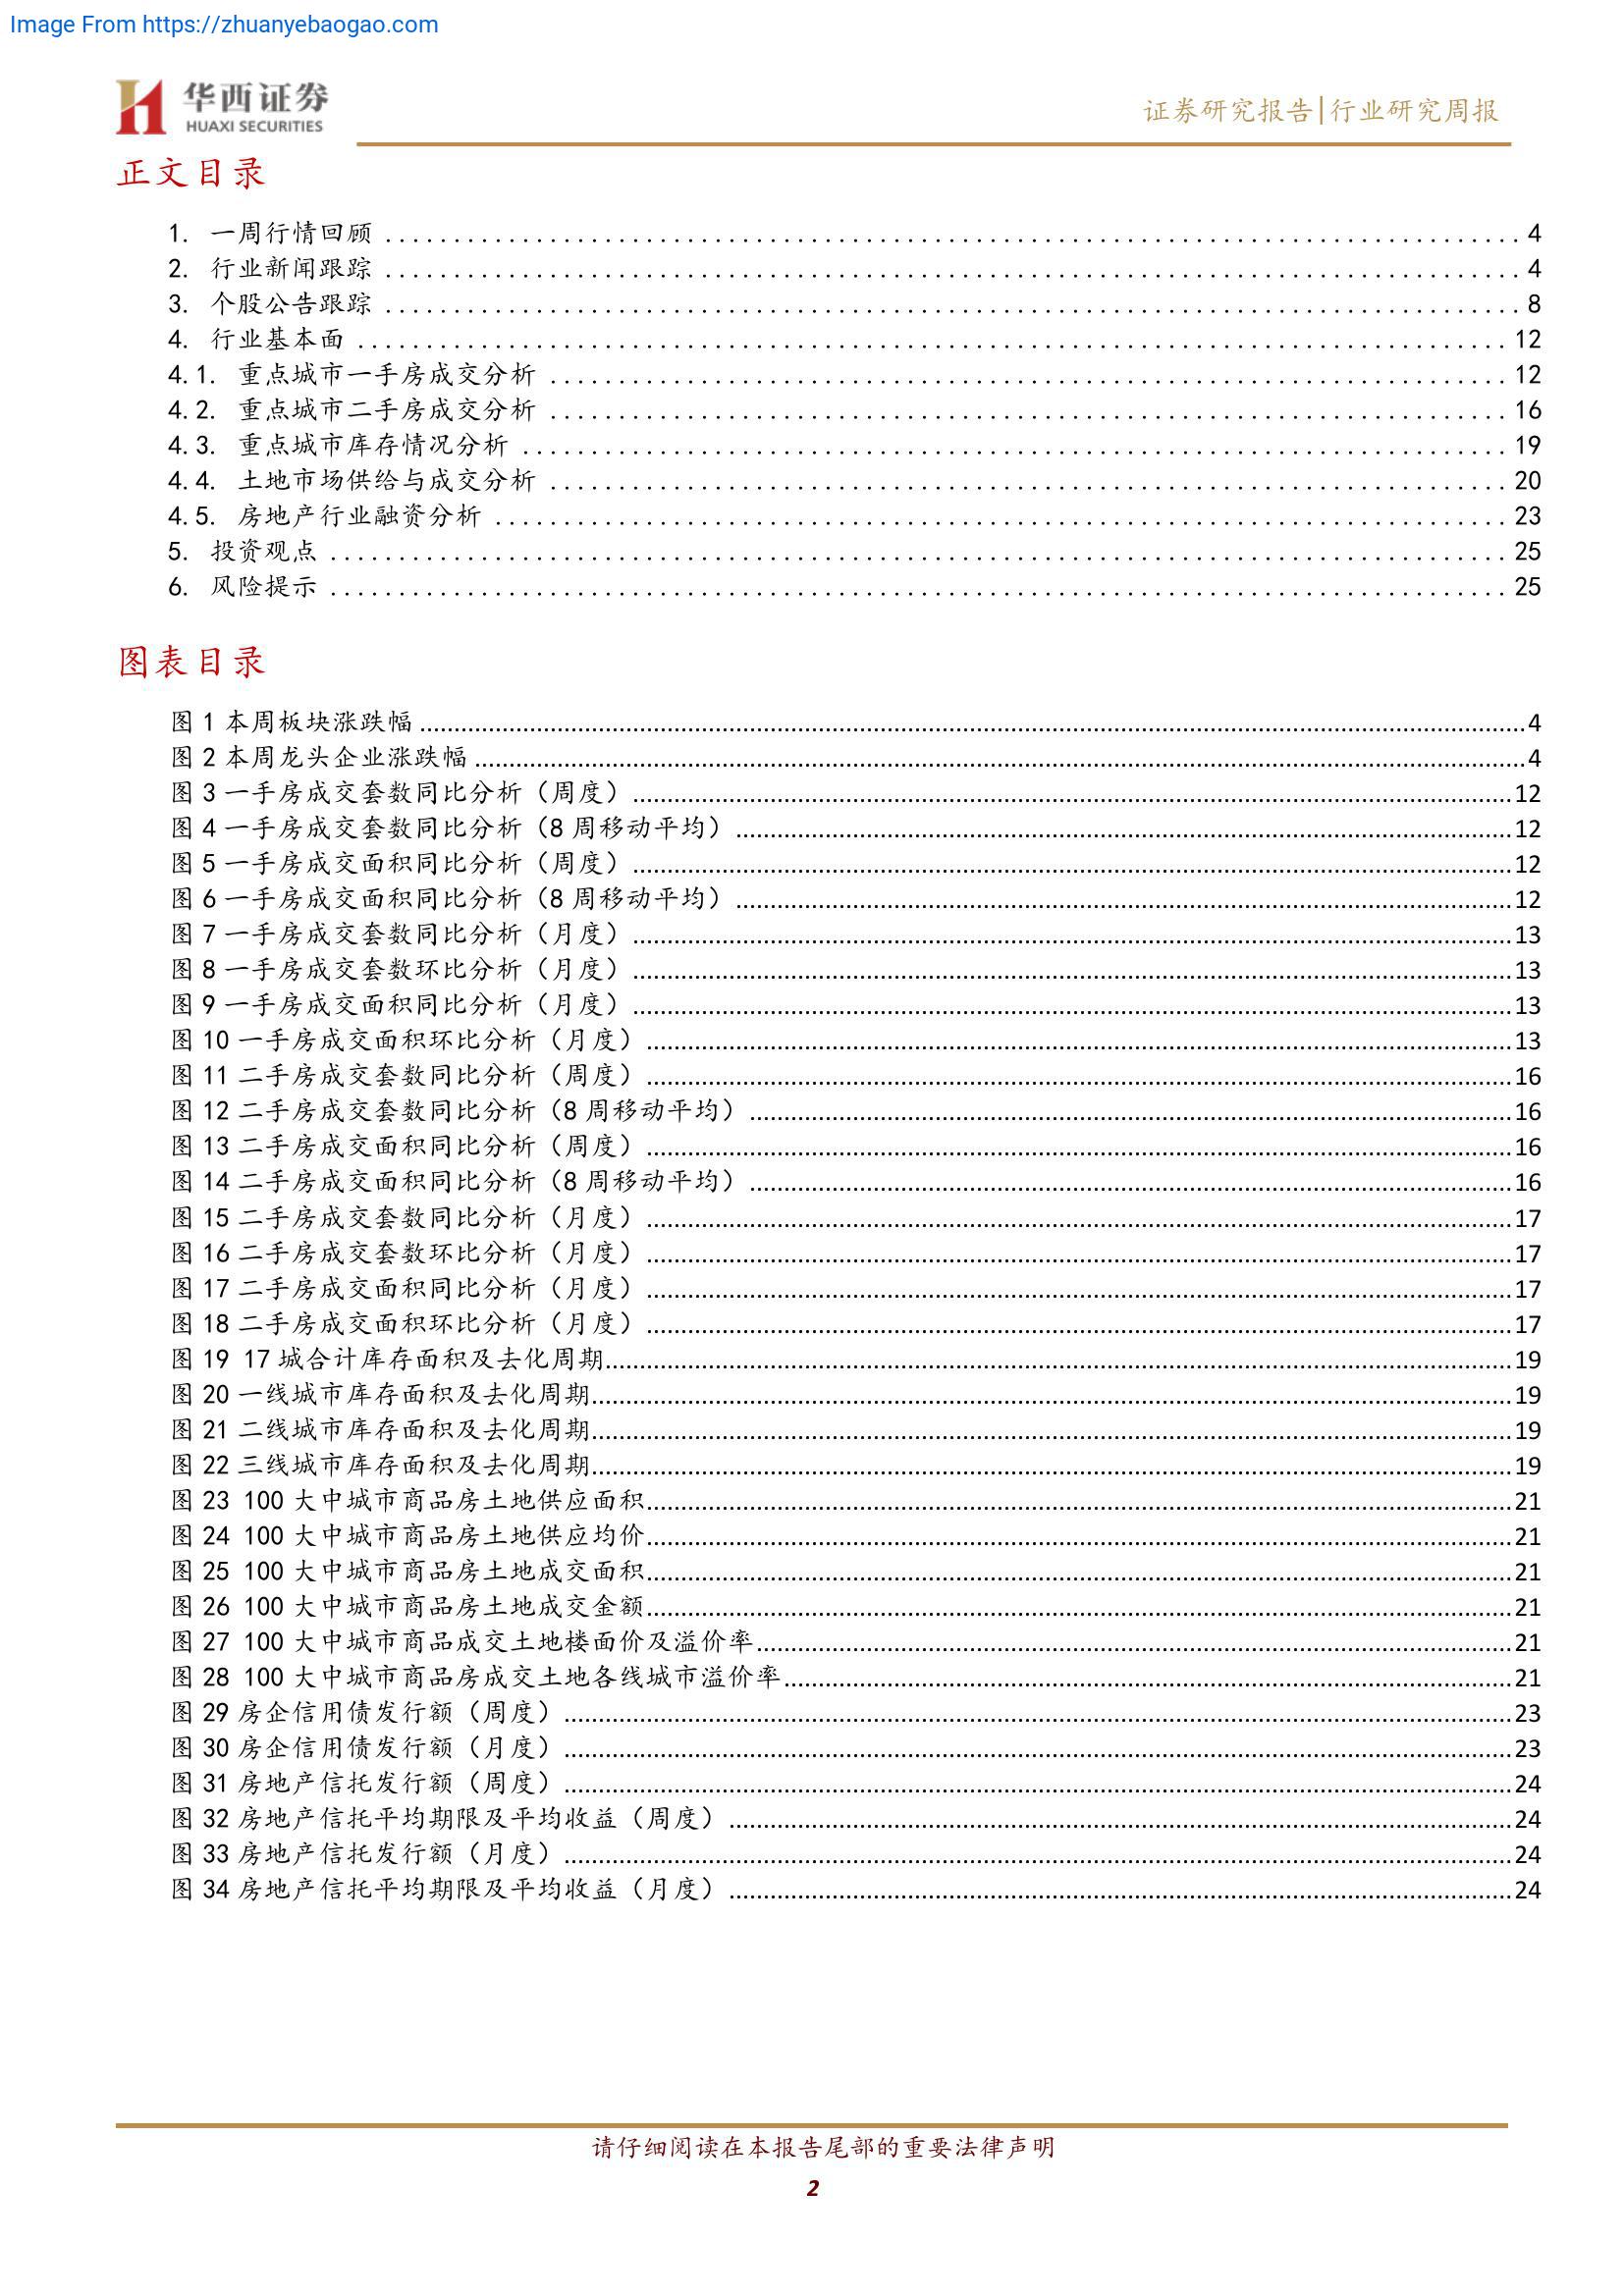 Image From https://zhuanyebaogao.com
华西证券
HUAXI SECURITIES
证券研究报告|行业研究周报
正文目录
1. 一周行情回顾 .......... 4
2. 行业新闻跟踪 .......... 4
3. 个股公告跟踪 .......... 8
4. 行业基本面 .......... 12
4.1. 重点城市一手房成交分析 .......... 12
4.2. 重点城市二手房成交分析 .......... 16
4.3. 重点城市库存情况分析 .......... 19
4.4. 土地市场供给与成交分析 .......... 20
4.5. 房地产行业融资分析 .......... 23
5. 投资观点 .......... 25
6. 风险提示 .......... 25
图表目录
图 1 本周板块涨跌幅 .......... 4
图 2 本周龙头企业涨跌幅 .......... 4
图 3 一手房成交套数同比分析（周度） .......... 12
图 4 一手房成交套数同比分析（8 周移动平均） .......... 12
图 5 一手房成交面积同比分析（周度） .......... 12
图 6 一手房成交面积同比分析（8 周移动平均） .......... 12
图 7 一手房成交套数同比分析（月度） .......... 13
图 8 一手房成交套数环比分析（月度） .......... 13
图 9 一手房成交面积同比分析（月度） .......... 13
图 10 一手房成交面积环比分析（月度） .......... 13
图 11 二手房成交套数同比分析（周度） .......... 16
图 12 二手房成交套数同比分析（8 周移动平均） .......... 16
图 13 二手房成交面积同比分析（周度） .......... 16
图 14 二手房成交面积同比分析（8 周移动平均） .......... 16
图 15 二手房成交套数同比分析（月度） .......... 17
图 16 二手房成交套数环比分析（月度） .......... 17
图 17 二手房成交面积同比分析（月度） .......... 17
图 18 二手房成交面积环比分析（月度） .......... 17
图 19 17 城合计库存面积及去化周期 .......... 19
图 20 一线城市库存面积及去化周期 .......... 19
图 21 二线城市库存面积及去化周期 .......... 19
图 22 三线城市库存面积及去化周期 .......... 19
图 23 100 大中城市商品房土地供应面积 .......... 21
图 24 100 大中城市商品房土地供应均价 .......... 21
图 25 100 大中城市商品房土地成交面积 .......... 21
图 26 100 大中城市商品房土地成交金额 .......... 21
图 27 100 大中城市商品成交土地楼面价及溢价率 .......... 21
图 28 100 大中城市商品房成交土地各线城市溢价率 .......... 21
图 29 房企信用债发行额（周度） .......... 23
图 30 房企信用债发行额（月度） .......... 23
图 31 房地产信托发行额（周度） .......... 24
图 32 房地产信托平均期限及平均收益（周度） .......... 24
图 33 房地产信托发行额（月度） .......... 24
图 34 房地产信托平均期限及平均收益（月度） .......... 24
请仔细阅读在本报告尾部的重要法律声明
2